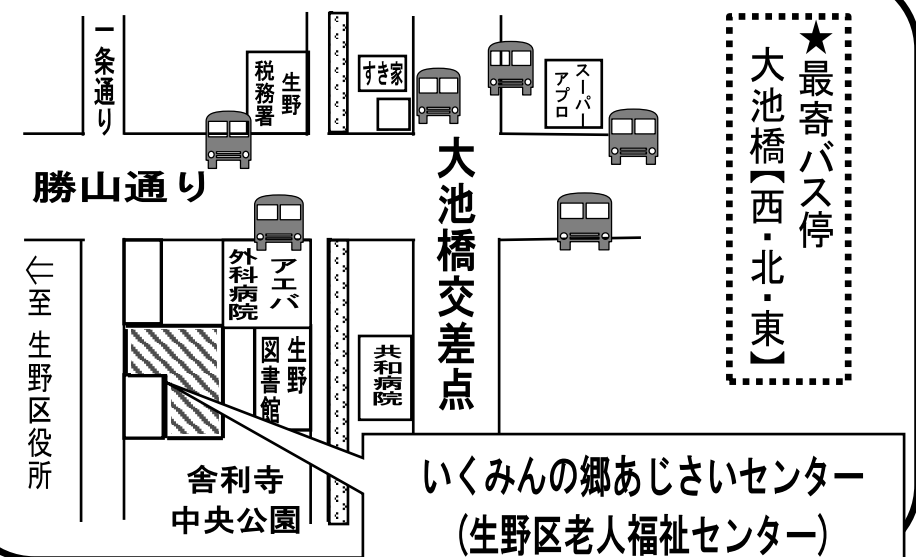 ★最寄バス停
大池橋【西・北・東】
一条通り
生野
税務署
すき家
スーパー
アプロ
勝山通り
大池橋交差点
アエバ
外科病院
生野
図書館
共和病院
←至 生野区役所
舎利寺
中央公園
いくみんの郷あじさいセンター
(生野区老人福祉センター)